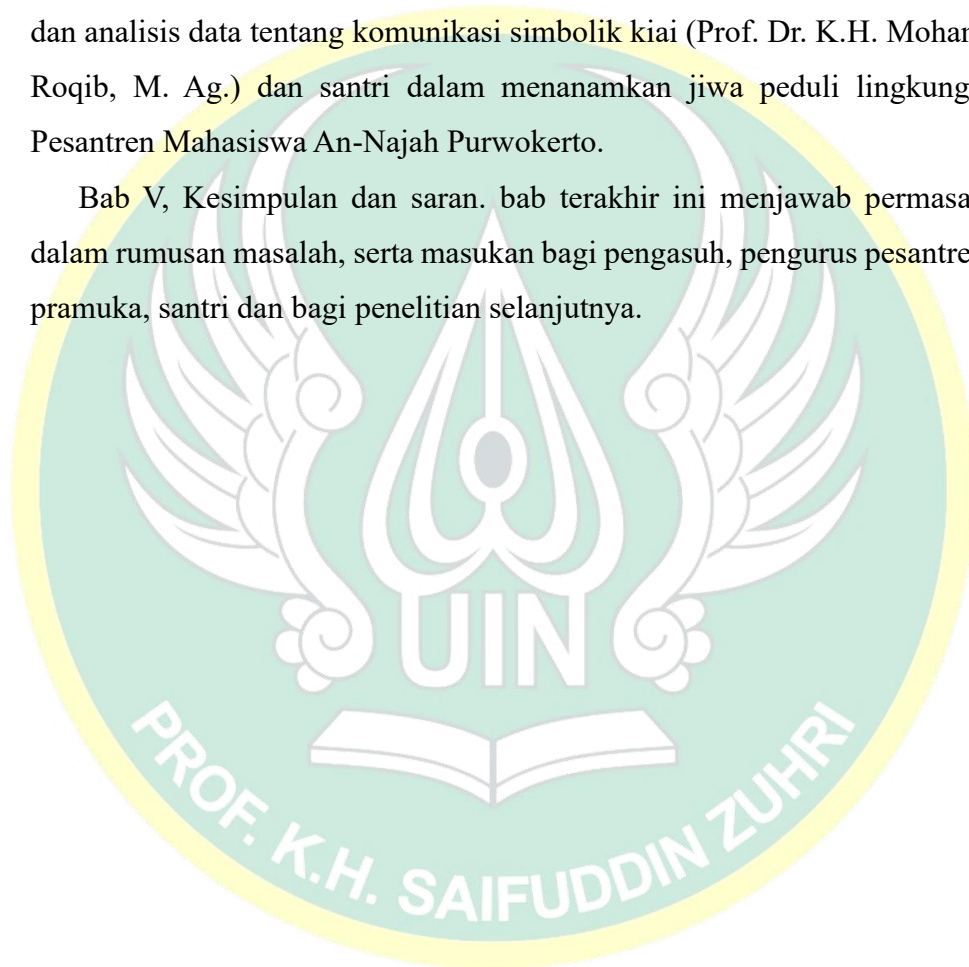 dan analisis data tentang komunikasi simbolik kiai (Prof. Dr. K.H. Mohan
Roqib, M. Ag.) dan santri dalam menanamkan jiwa peduli lingkung
Pesantren Mahasiswa An-Najah Purwokerto.
Bab V, Kesimpulan dan saran. bab terakhir ini menjawab permasa
dalam rumusan masalah, serta masukan bagi pengasuh, pengurus pesantre
pramuka, santri dan bagi penelitian selanjutnya.
UIN
PROF. K.H. SAIFUDDIN ZUHRI